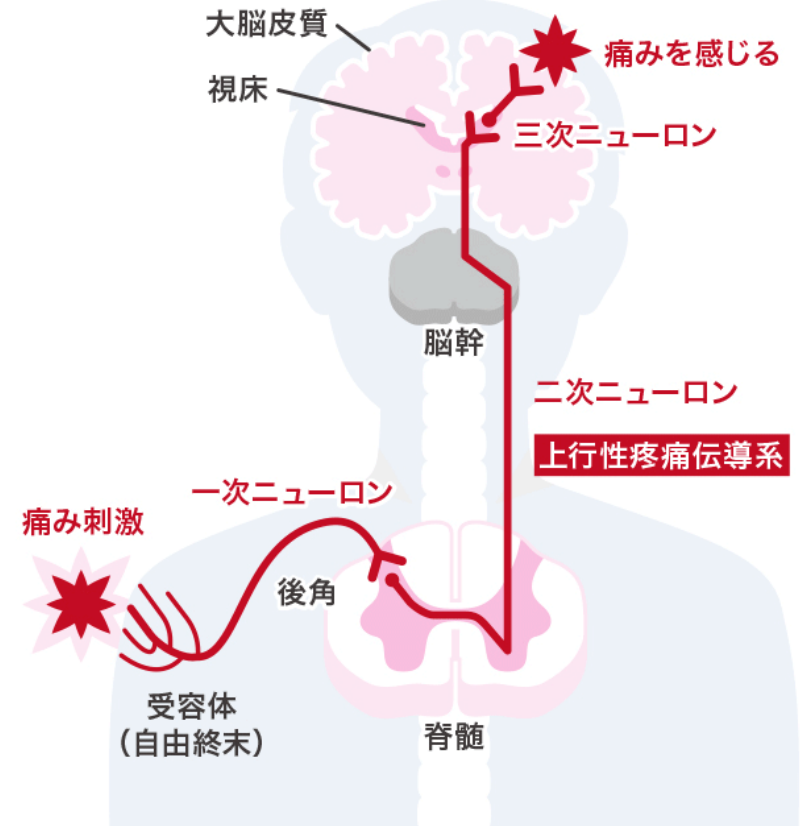 大脳皮質
痛みを感じる
視床
三次ニューロン
脳幹
二次ニューロン
上行性疼痛伝導系
一次ニューロン
痛み刺激
後角
受容体
（自由終末）
脊髄